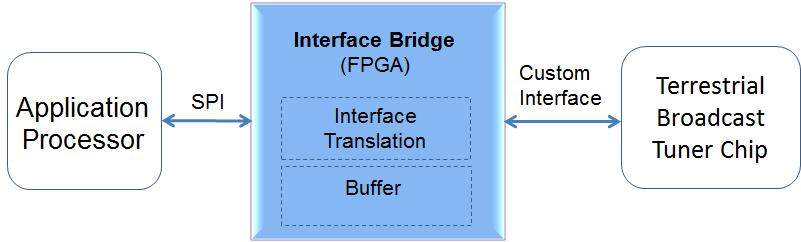 Application
Processor
SPI
Interface Bridge
(FPGA)
Interface
Translation
Buffer
Custom
Interface
Terrestrial
Broadcast
Tuner Chip